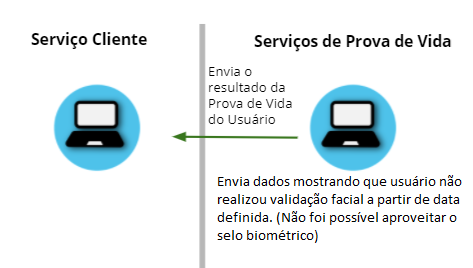 Serviço Cliente
Serviços de Prova de Vida
Envia o
resultado da
Prova de Vida
do Usuário
Envia dados mostrando que usuário não
realizou validação facial a partir de data
definida. (Não foi possível aproveitar o
selo biométrico)